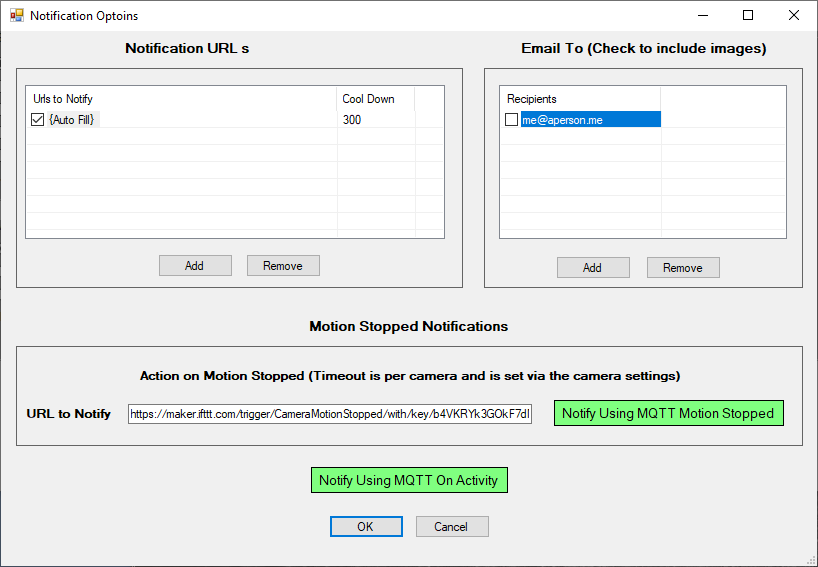 Notification Optoins
Notification URL s
Email To (Check to include images)
Urls to Notify
Cool Down
{Auto Fill}
300
Recipients
me@aperson.me
Add
Remove
Add
Remove
Motion Stopped Notifications
Action on Motion Stopped (Timeout is per camera and is set via the camera settings)
URL to Notify
https://maker.ifttt.com/trigger/CameraMotionStopped/with/key/b4VKRYk3GOkF7dl
Notify Using MQTT Motion Stopped
Notify Using MQTT On Activity
OK
Cancel